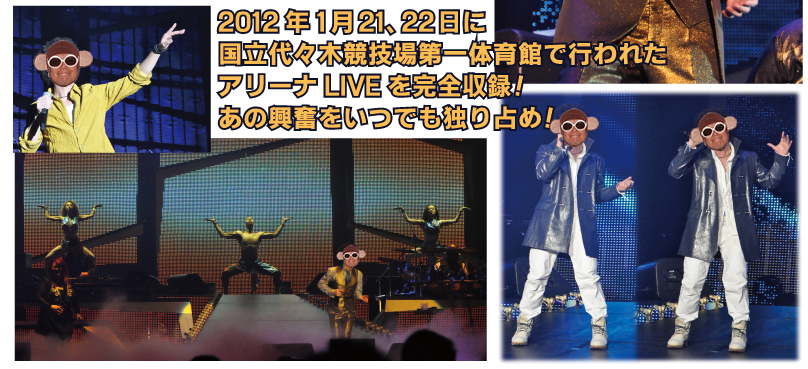 2012年1月21、22日に
国立代々木競技場第一体育館で行われた
アリーナLIVEを完全収録!
あの興奮をいつでも独り占め!